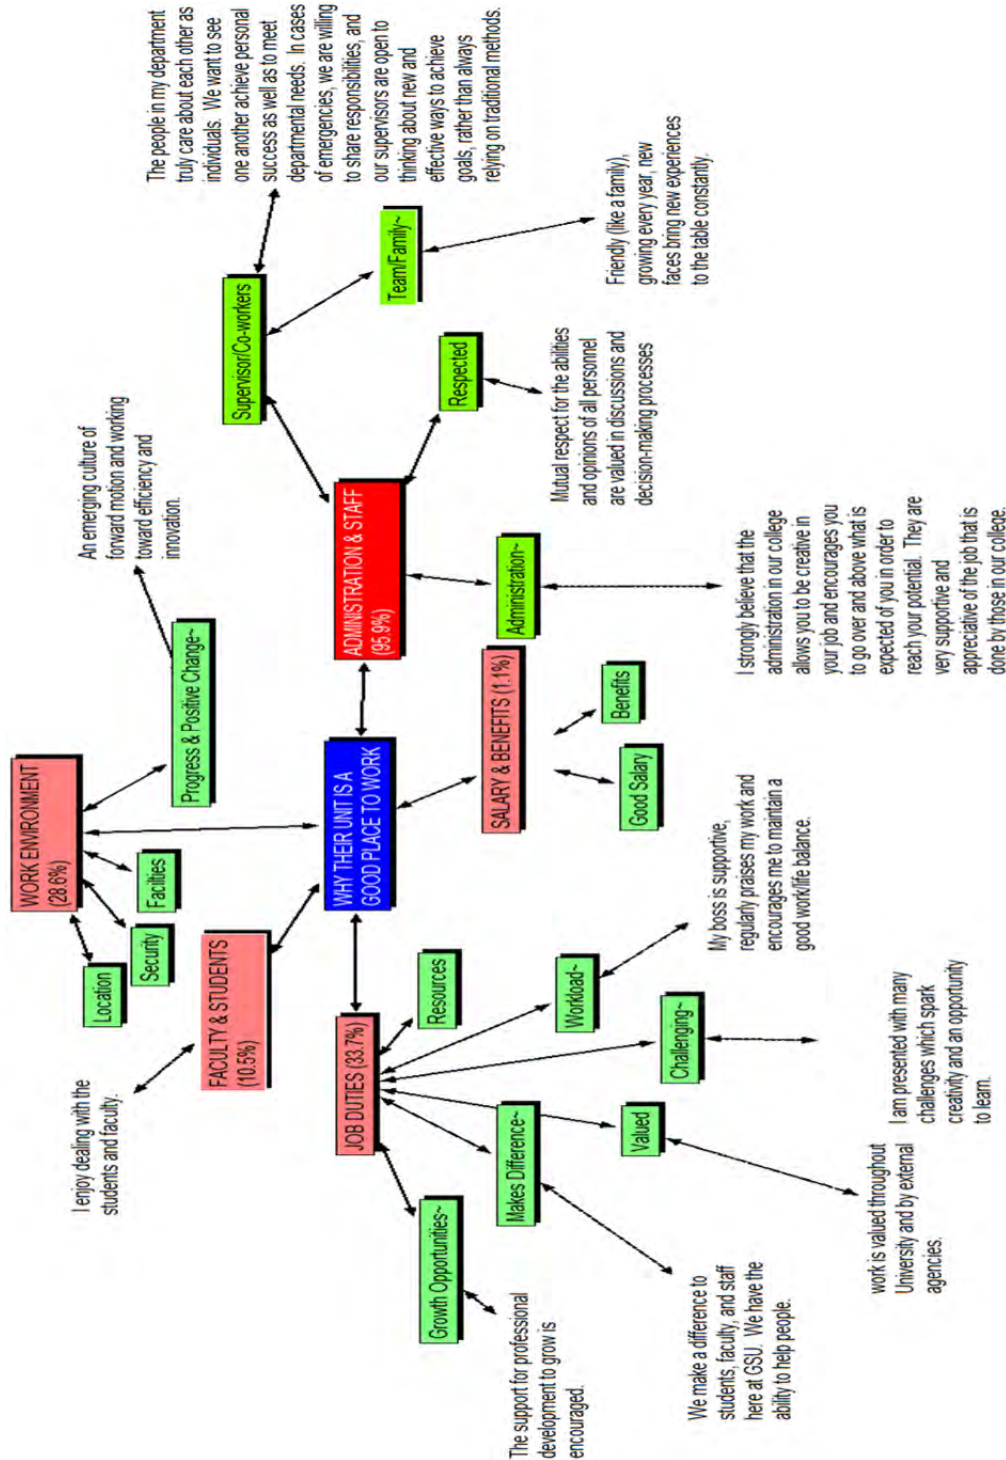 WORK ENVIRONMENT
(28.6%)
Location
Security
Facilties
Progress & Positive Change~
An emerging culture of
forward motion and working
toward efficiency and
innovation.
I enjoy dealing with the
students and faculty.
FACULTY & STUDENTS
(10.5%)
WHY THEIR UNIT IS A
GOOD PLACE TO WORK
ADMINISTRATION & STAFF
(95.9%)
Supervisor/Co-workers
The people in my department
truly care about each other as
individuals. We want to see
one another achieve personal
success as well as to meet
departmental needs. In cases
of emergencies, we are willing
to share responsibilities, and
our supervisors are open to
thinking about new and
effective ways to achieve
goals, rather than always
relying on traditional methods.
Team/Family~
Friendly (like a family),
growing every year, new
faces bring new experiences
to the table constantly.
Respected
Mutual respect for the abilities
and opinions of all personnel
are valued in discussions and
decision-making processes
Administration~
I strongly believe that the
administration in our college
allows you to be creative in
your job and encourages you
to go over and above what is
expected of you in order to
reach your potential. They are
very supportive and
appreciative of the job that is
done by those in our college.
SALARY & BENEFITS (1.1%)
Good Salary
Benefits
JOB DUTIES (33.7%)
Growth Opportunities~
The support for professional
development to grow is
encouraged.
Makes Difference~
We make a difference to
students, faculty, and staff
here at GSU. We have the
ability to help people.
Valued
work is valued throughout
University and by external
agencies.
Challenging~
I am presented with many
challenges which spark
creativity and an opportunity
to learn.
Workload~
My boss is supportive,
regularly praises my work and
encourages me to maintain a
good work/life balance.
Resources